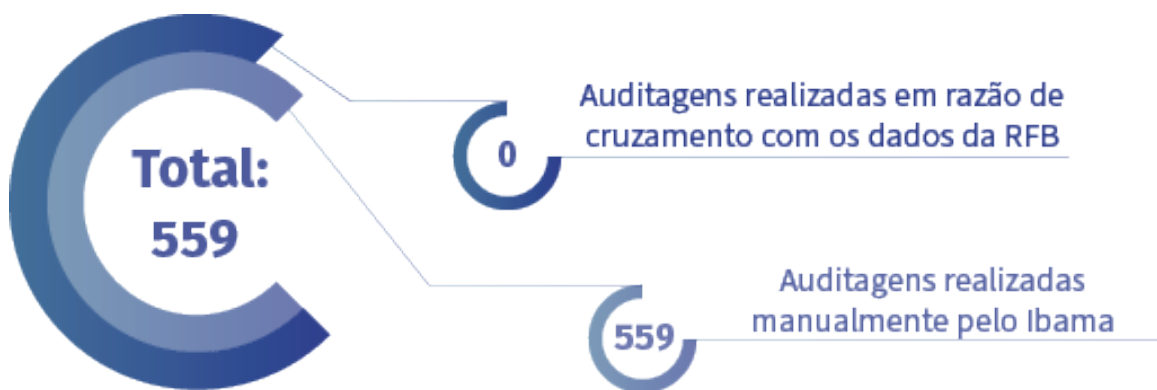 Total:
559
0
Auditagens realizadas em razão de
cruzamento com os dados da RFB
559
Auditagens realizadas
manualmente pelo Ibama